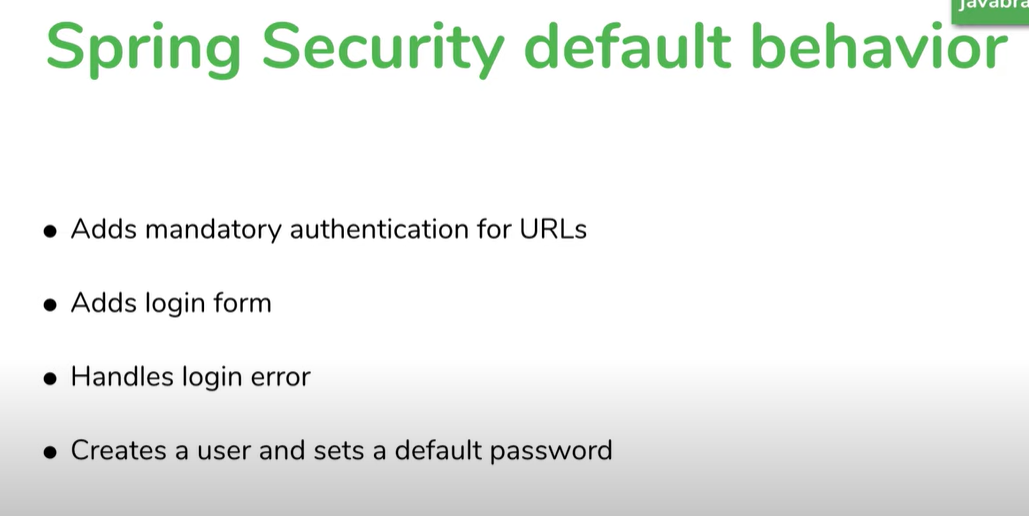 Spring Security default behavior
● Adds mandatory authentication for URLs
● Adds login form
● Handles login error
● Creates a user and sets a default password